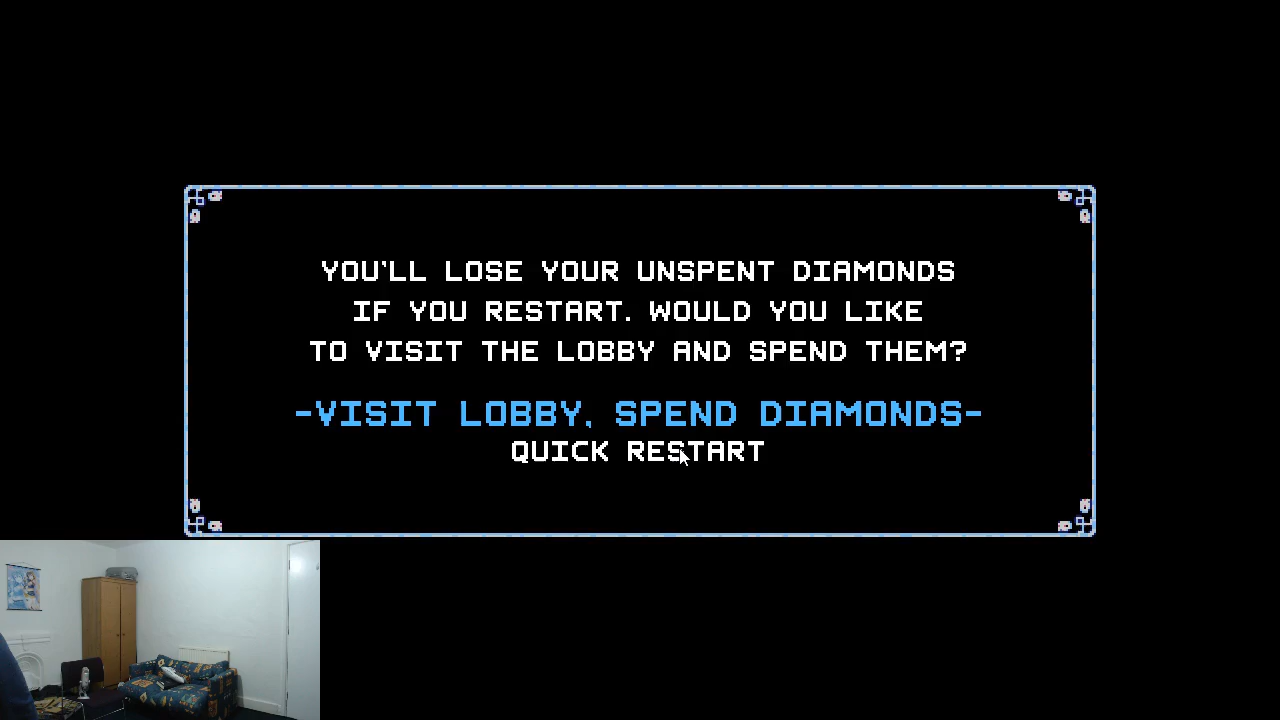 YOU'LL LOSE YOUR UNSPENT DIAMONDS
IF YOU RESTART. WOULD YOU LIKE
TO VISIT THE LOBBY AND SPEND THEM?
-VISIT LOBBY, SPEND DIAMONDS-
QUICK RESTART